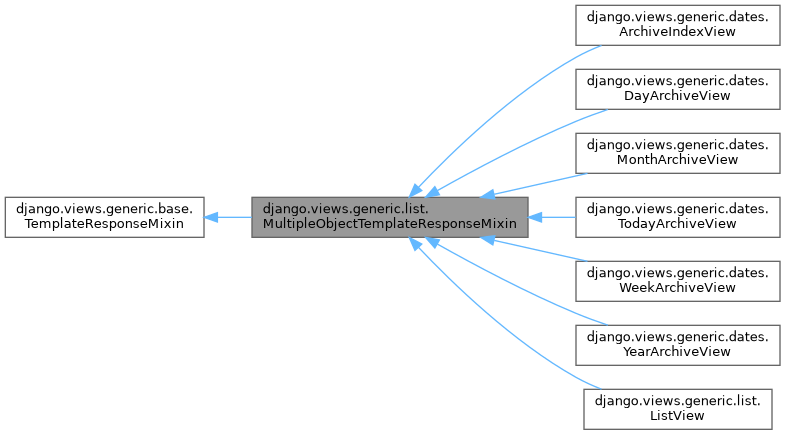 django.views.generic.dates.
ArchiveIndexView
django.views.generic.dates.
DayArchiveView
django.views.generic.dates.
MonthArchiveView
django.views.generic.base.
TemplateResponseMixin
django.views.generic.list.
MultipleObjectTemplateResponseMixin
django.views.generic.dates.
TodayArchiveView
django.views.generic.dates.
WeekArchiveView
django.views.generic.dates.
YearArchiveView
django.views.generic.list.
ListView